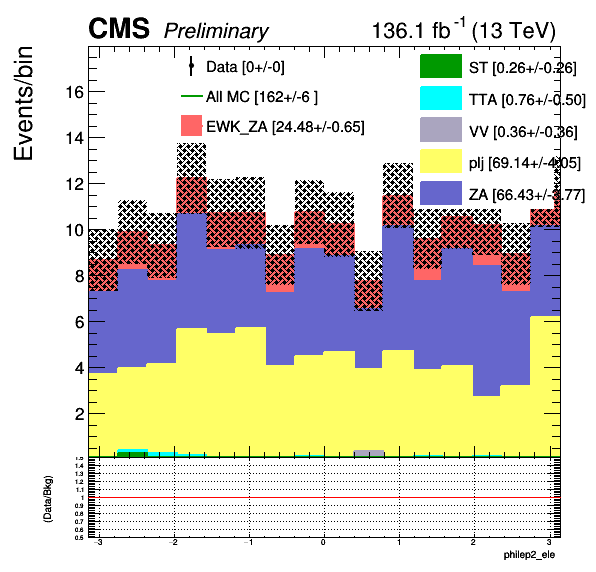 CMS Preliminary 136.1 fb⁻¹ (13 TeV)
Events/bin
Data [0+/-0]
All MC [162+/-6 ]
EWK_ZA [24.48+/-0.65]
ST [0.26+/-0.26]
TTA [0.76+/-0.50]
VV [0.36+/-0.36]
plj [69.14+/-4.05]
ZA [66.43+/-3.77]
16
14
12
10
8
6
4
2
(Data/Bkg)
1.5
1.4
1.3
1.2
1.1
1
0.9
0.8
0.7
0.6
0.5
−3 −2 −1 0 1 2 3
philep2_ele